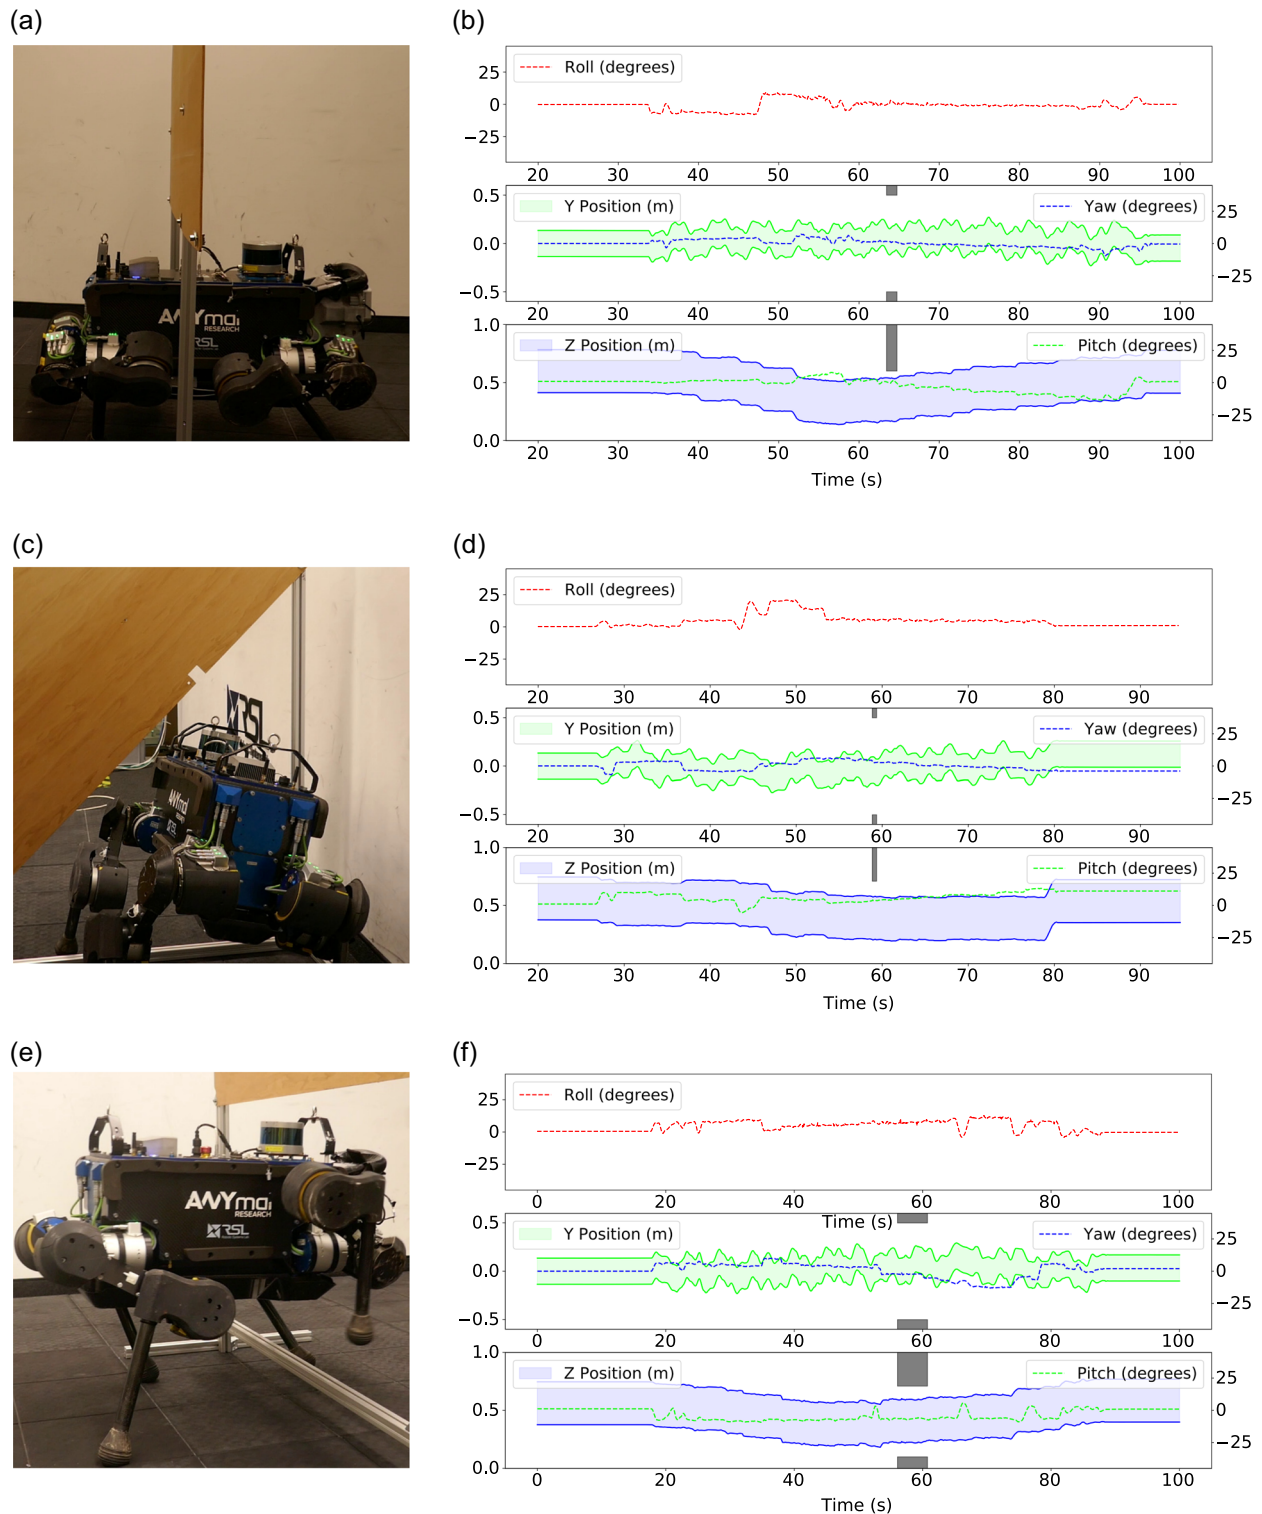 (a)
(b)
ANYmal
RESEARCH
RSL
Roll (degrees)
25
0
−25
20 30 40 50 60 70 80 90 100
0.5
0.0
−0.5
Y Position (m)
Yaw (degrees)
25
0
−25
20 30 40 50 60 70 80 90 100
1.0
0.5
0.0
Z Position (m)
Pitch (degrees)
25
0
−25
20 30 40 50 60 70 80 90 100
Time (s)
(c)
(d)
RSL
ANYmal
RSL
Roll (degrees)
25
0
−25
20 30 40 50 60 70 80 90
0.5
0.0
−0.5
Y Position (m)
Yaw (degrees)
25
0
−25
20 30 40 50 60 70 80 90
1.0
0.5
0.0
Z Position (m)
Pitch (degrees)
25
0
−25
20 30 40 50 60 70 80 90
Time (s)
(e)
(f)
ANYmal
RESEARCH
RSL
Roll (degrees)
25
0
−25
0 20 40 60 80 100
Time (s)
0.5
0.0
−0.5
Y Position (m)
Yaw (degrees)
25
0
−25
0 20 40 60 80 100
1.0
0.5
0.0
Z Position (m)
Pitch (degrees)
25
0
−25
0 20 40 60 80 100
Time (s)